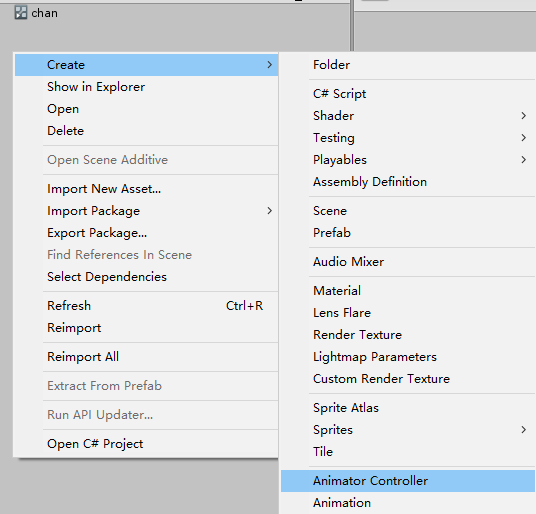 chan
Create
Show in Explorer
Open
Delete
Open Scene Additive
Import New Asset...
Import Package
Export Package...
Find References In Scene
Select Dependencies
Refresh Ctrl+R
Reimport
Reimport All
Extract From Prefab
Run API Updater...
Open C# Project
Folder
C# Script
Shader
Testing
Playables
Assembly Definition
Scene
Prefab
Audio Mixer
Material
Lens Flare
Render Texture
Lightmap Parameters
Custom Render Texture
Sprite Atlas
Sprites
Tile
Animator Controller
Animation